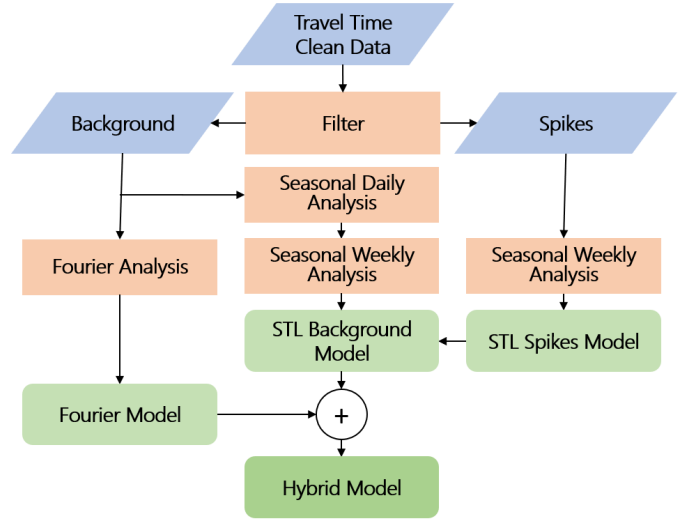 Travel Time
Clean Data
Background
Filter
Spikes
Seasonal Daily
Analysis
Fourier Analysis
Seasonal Weekly
Analysis
Seasonal Weekly
Analysis
STL Background
Model
STL Spikes Model
Fourier Model
+
Hybrid Model